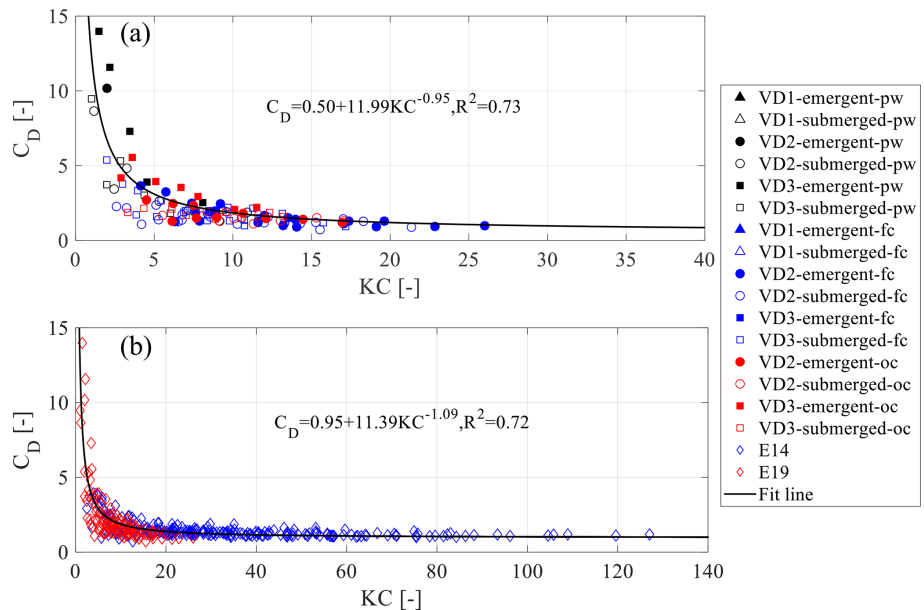 15
(a)
10
C_D=0.50+11.99KC^-0.95,R^2=0.73
C_D [-]
5
0
0 5 10 15 20 25 30 35 40
KC [-]
15
(b)
10
C_D=0.95+11.39KC^-1.09,R^2=0.72
C_D [-]
5
0
0 20 40 60 80 100 120 140
KC [-]
VD1-emergent-pw
VD1-submerged-pw
VD2-emergent-pw
VD2-submerged-pw
VD3-emergent-pw
VD3-submerged-pw
VD1-emergent-fc
VD1-submerged-fc
VD2-emergent-fc
VD2-submerged-fc
VD3-emergent-fc
VD3-submerged-fc
VD2-emergent-oc
VD2-submerged-oc
VD3-emergent-oc
VD3-submerged-oc
E14
E19
Fit line